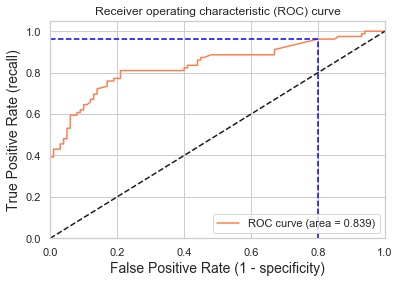 Receiver operating characteristic (ROC) curve
True Positive Rate (recall)
1.0
0.8
0.6
0.4
0.2
0.0
ROC curve (area = 0.839)
0.0 0.2 0.4 0.6 0.8 1.0
False Positive Rate (1 - specificity)